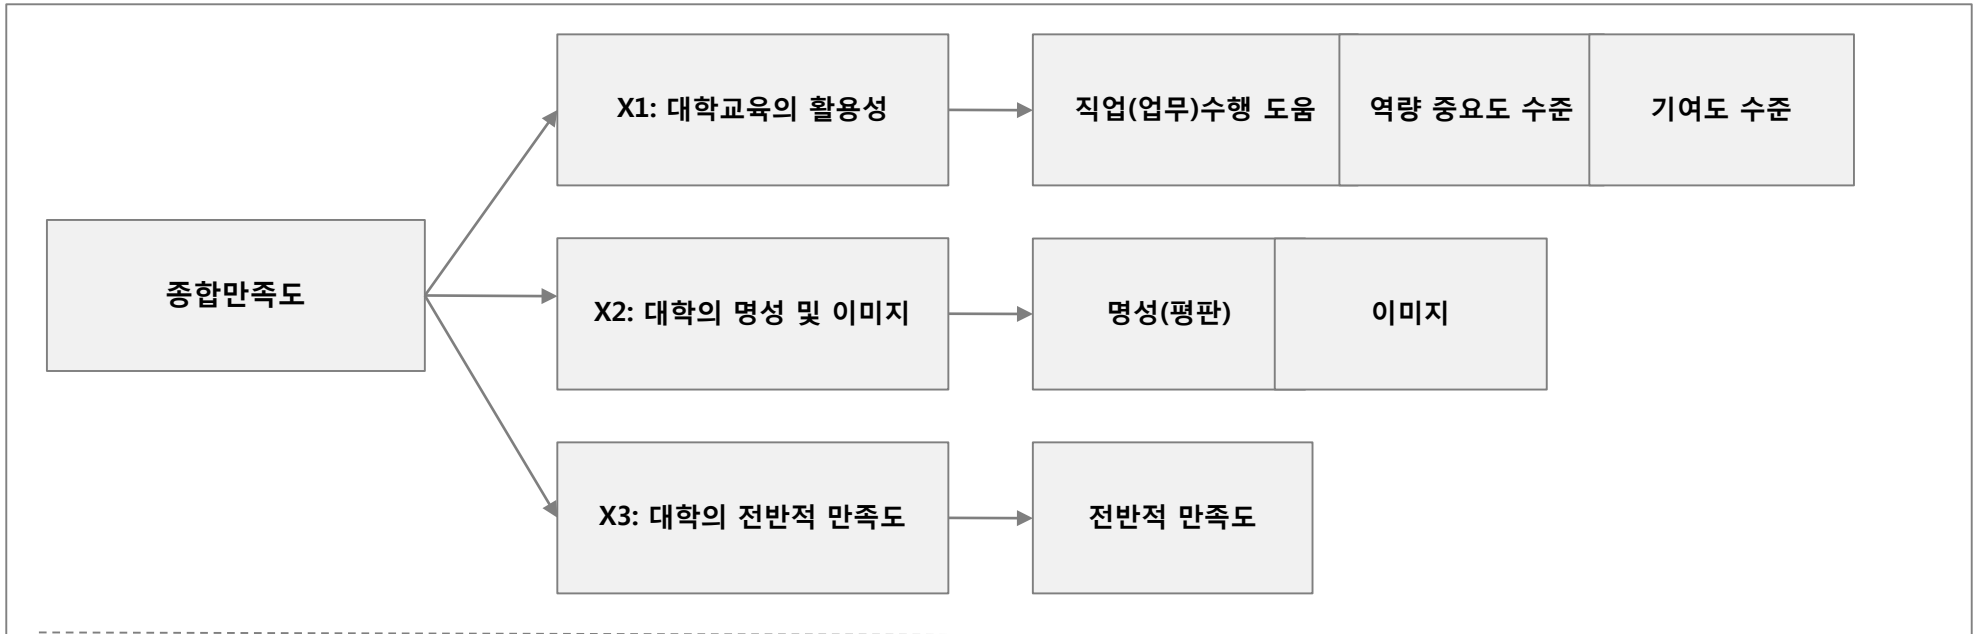 X1: 대학교육의 활용성
직업(업무)수행 도움
역량 중요도 수준
기여도 수준
종합만족도
X2: 대학의 명성 및 이미지
명성(평판)
이미지
X3: 대학의 전반적 만족도
전반적 만족도